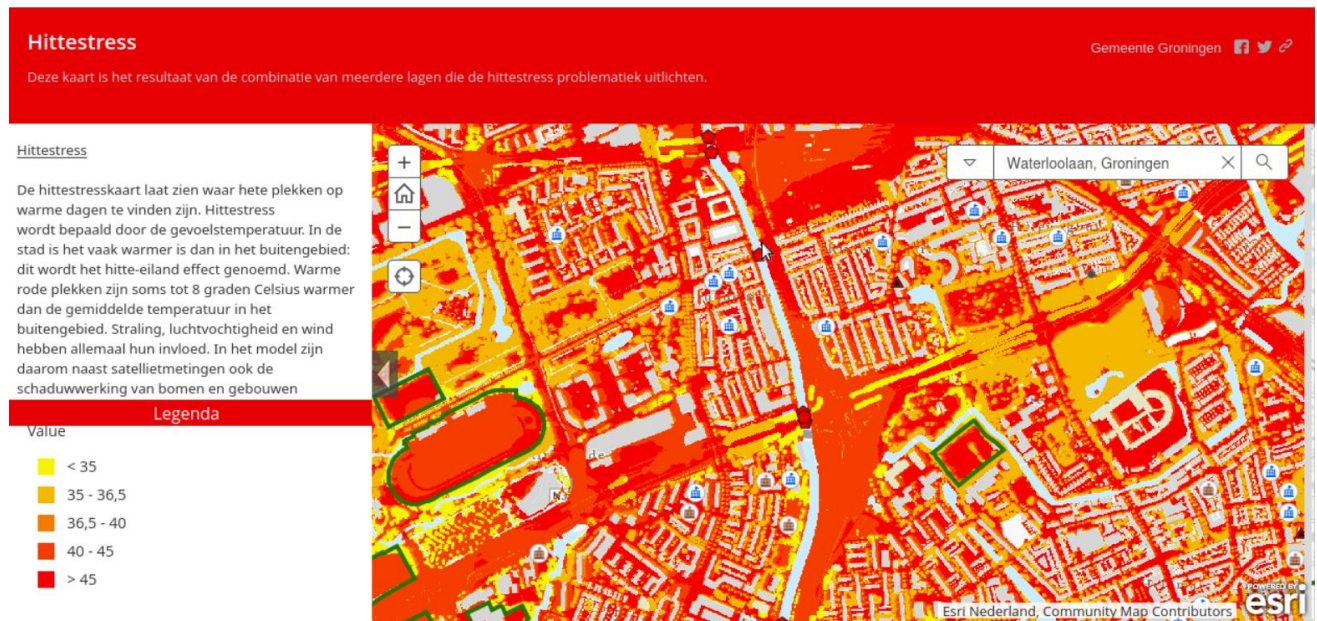 Hittestress
Deze kaart is het resultaat van de combinatie van meerdere lagen die de hittestress problematiek uitlichten.
Gemeente Groningen
Hittestress
De hittestresskaart laat zien waar hete plekken op
warme dagen te vinden zijn. Hittestress
wordt bepaald door de gevoelstemperatuur. In de
stad is het vaak warmer is dan in het buitengebied:
dit wordt het hitte-eiland effect genoemd. Warme
rode plekken zijn soms tot 8 graden Celsius warmer
dan de gemiddelde temperatuur in het
buitengebied. Straling, luchtvochtigheid en wind
hebben allemaal hun invloed. In het model zijn
daarom naast satellietmetingen ook de
schaduwwerking van bomen en gebouwen
Legenda
Value
< 35
35 - 36,5
36,5 - 40
40 - 45
> 45
+
−
Waterloolaan, Groningen
Esri Nederland, Community Map Contributors
POWERED BY
esri